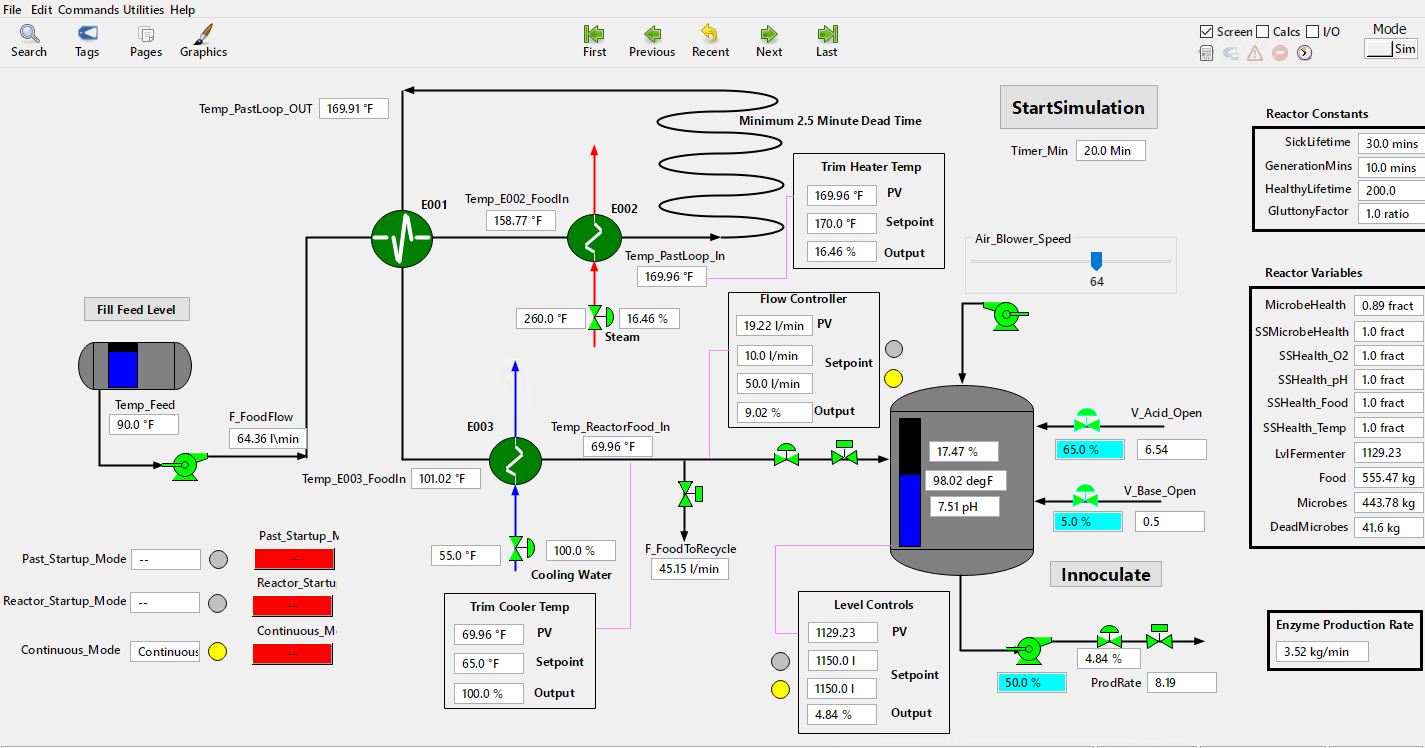 File Edit Commands Utilities Help
Search Tags Pages Graphics First Previous Recent Next Last
Screen Calcs I/O
Mode
Sim
Temp_PastLoop_OUT 169.91 °F
Minimum 2.5 Minute Dead Time
StartSimulation
Timer_Min 20.0 Min
Reactor Constants
SickLifetime 30.0 mins
GenerationMins 10.0 mins
HealthyLifetime 200.0
GluttonyFactor 1.0 ratio
Trim Heater Temp
169.96 °F PV
170.0 °F Setpoint
16.46 % Output
E001
Temp_E002_FoodIn
158.77 °F
E002
Temp_PastLoop_In
169.96 °F
Air_Blower_Speed
64
260.0 °F 16.46 %
Steam
Fill Feed Level
Temp_Feed
90.0 °F
F_FoodFlow
64.36 l\min
Flow Controller
19.22 l/min PV
10.0 l/min
Setpoint
50.0 l/min
9.02 % Output
Reactor Variables
MicrobeHealth 0.89 fract
SSMicrobeHealth 1.0 fract
SSHealth_O2 1.0 fract
SSHealth_pH 1.0 fract
SSHealth_Food 1.0 fract
SSHealth_Temp 1.0 fract
LvlFermenter 1129.23
Food 555.47 kg
Microbes 443.78 kg
DeadMicrobes 41.6 kg
E003
Temp_ReactorFood_In
69.96 °F
Temp_E003_FoodIn 101.02 °F
17.47 %
98.02 degF
7.51 pH
V_Acid_Open
65.0 % 6.54
V_Base_Open
5.0 % 0.5
55.0 °F 100.0 %
Cooling Water
F_FoodToRecycle
45.15 l/min
Innoculate
Past_Startup_Mode --
Past_Startup_M
--
Reactor_Startup_Mode --
Reactor_Startu
--
Continuous_Mode Continuous
Continuous_M
--
Trim Cooler Temp
69.96 °F PV
65.0 °F Setpoint
100.0 % Output
Level Controls
1129.23 PV
1150.0 l
Setpoint
1150.0 l
4.84 % Output
4.84 %
50.0 % ProdRate 8.19
Enzyme Production Rate
3.52 kg/min